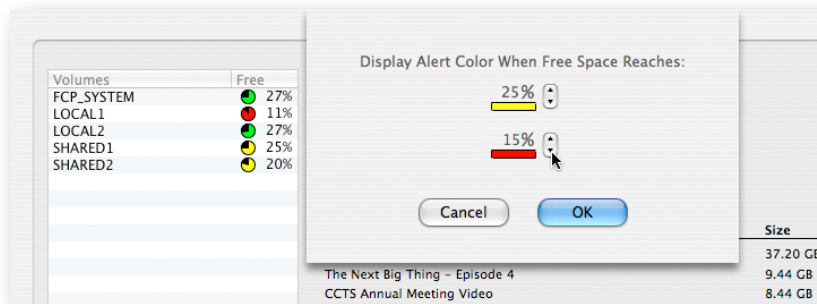 Display Alert Color When Free Space Reaches:
25%
15%
Cancel OK
Volumes Free
FCP_SYSTEM 27%
LOCAL1 11%
LOCAL2 27%
SHARED1 25%
SHARED2 20%
Size
37.20 GB
The Next Big Thing – Episode 4 9.44 GB
CCTS Annual Meeting Video 8.44 GB